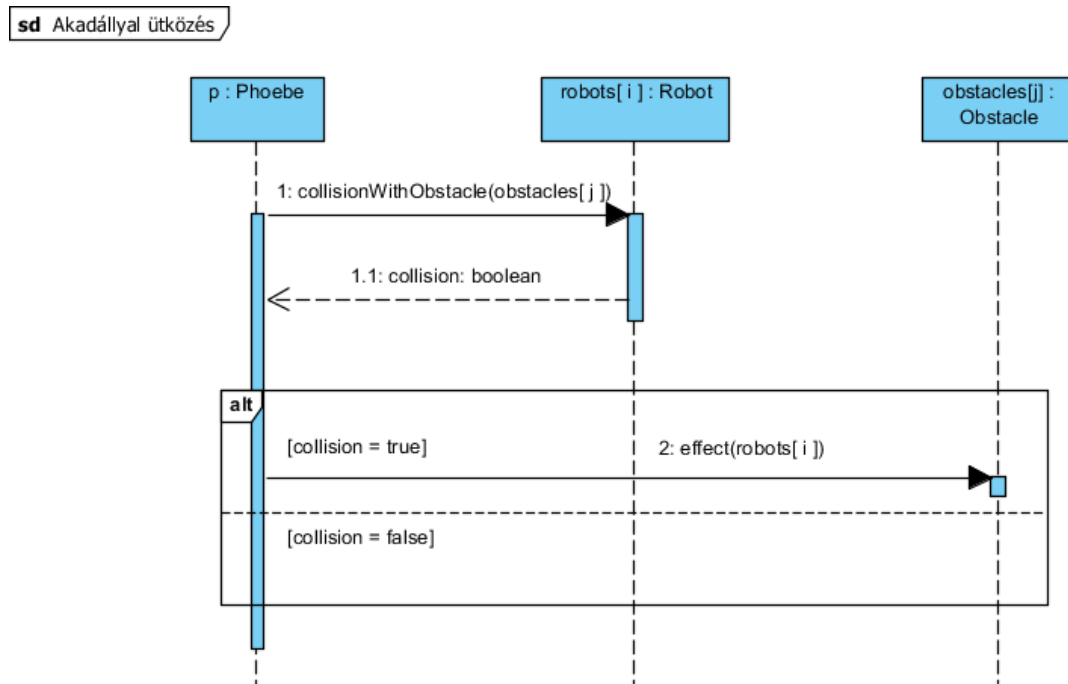 sd Akadállyal ütközés
p : Phoebe
robots[ i ] : Robot
obstacles[j] :
Obstacle
1: collisionWithObstacle(obstacles[ j ])
1.1: collision: boolean
alt
[collision = true]
2: effect(robots[ i ])
[collision = false]